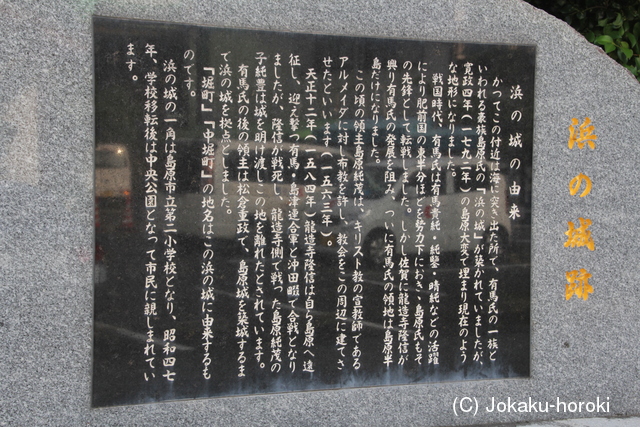 浜の城跡
浜の城の由来
かつてこの付近は海に突き出た所で、有馬氏の一族と
いわれる豪族島原氏の「浜の城」が築かれていましたが、
寛政四年(一七九二年)の島原大変で埋まり現在のよう
な地形になりました。
戦国時代、有馬氏は有馬貴純・純鑒・晴純などの活躍
により肥前国の東半分ほどを勢力下におき、島原氏もそ
の先鋒として転戦しました。しかし佐賀に龍造寺隆信が
興り有馬氏の発展を阻み、ついに有馬氏の領地は島原半
島だけになりました。
この頃の領主島原純茂は、キリスト教の宣教師である
アルメイダに対し布教を許し、教会をこの周辺に建てさ
せたといいます(一五六三年)。
天正十二年(一五八四年)龍造寺隆信は自ら島原へ遠
征し、迎え撃つ有馬・島津連合軍と沖田畷で合戦となり
ましたが、隆信が戦死し、龍造寺側で戦った島原純茂の
子純豊は城を明け渡しこの地を離れたとされています。
有馬氏の後の領主は松倉重政で、島原城を築城するま
で浜の城を拠点としました。
「堀町」「中堀町」の地名はこの浜の城に由来するも
のです。
浜の城の一角は島原市立第二小学校となり、昭和四七
年、学校移転後は中央公園となって市民に親しまれてい
ます。
(C) Jokaku-horoki